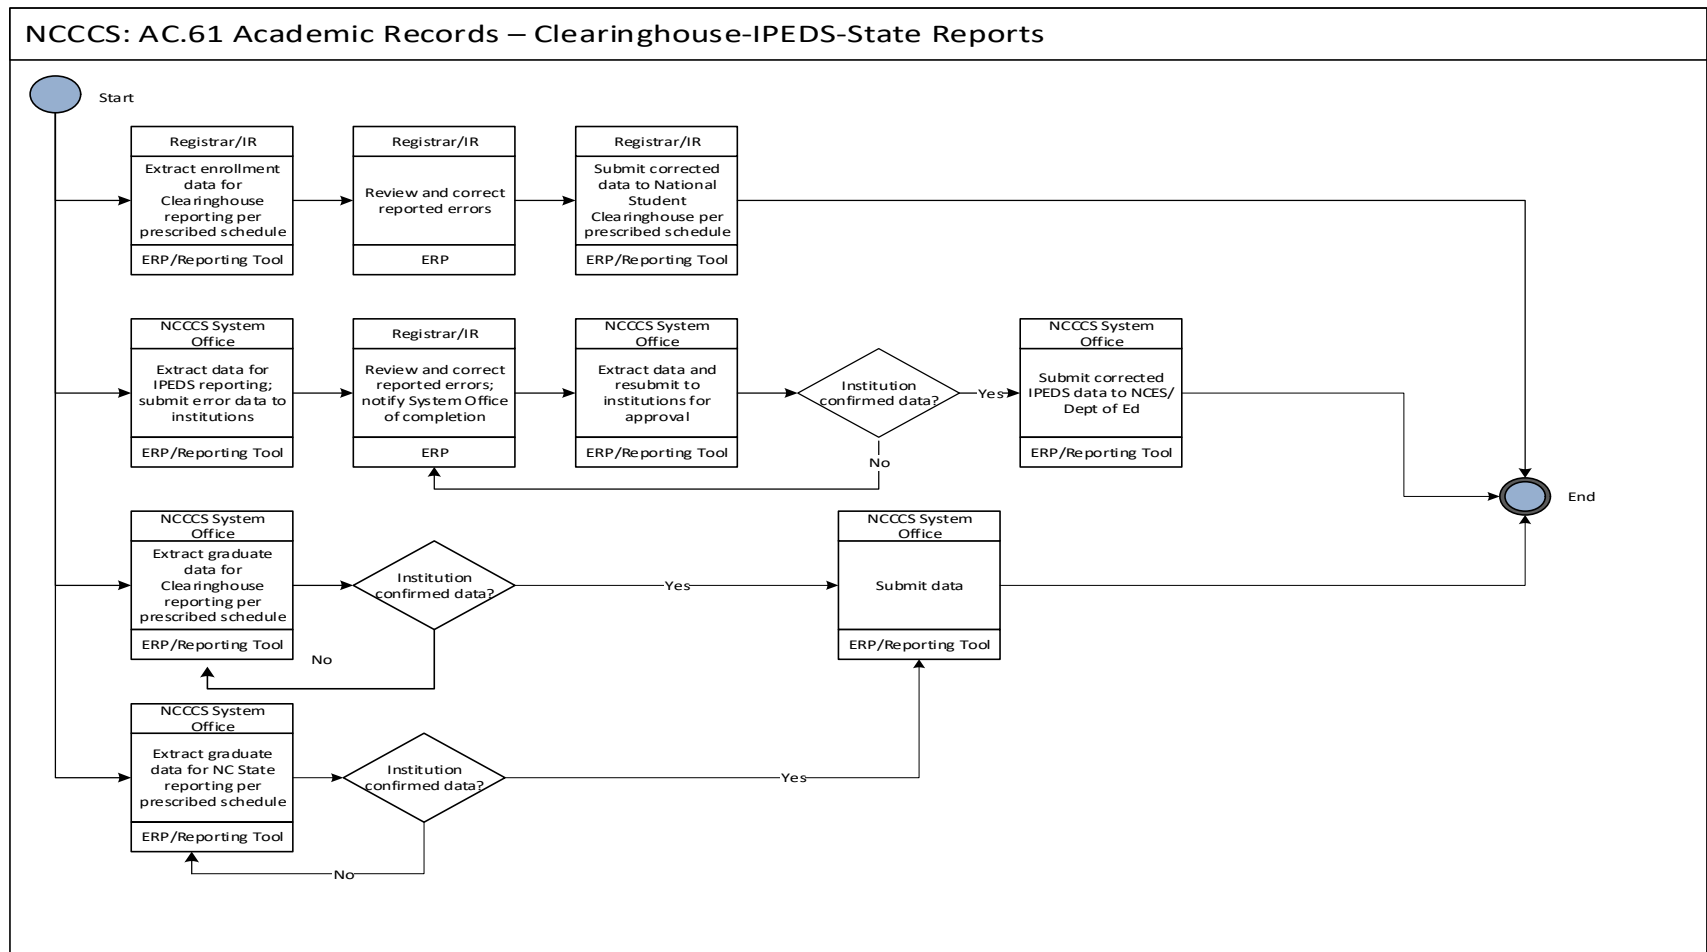 NCCCS: AC.61 Academic Records – Clearinghouse-IPEDS-State Reports
Start
Registrar/IR
Extract enrollment
data for
Clearinghouse
reporting per
prescribed schedule
ERP/Reporting Tool
Registrar/IR
Review and correct
reported errors
ERP
Registrar/IR
Submit corrected
data to National
Student
Clearinghouse per
prescribed schedule
ERP/Reporting Tool
NCCCS System
Office
Extract data for
IPEDS reporting;
submit error data to
institutions
ERP/Reporting Tool
Registrar/IR
Review and correct
reported errors;
notify System Office
of completion
ERP
NCCCS System
Office
Extract data and
resubmit to
institutions for
approval
ERP/Reporting Tool
Institution
confirmed data?
Yes
No
NCCCS System
Office
Submit corrected
IPEDS data to NCES/
Dept of Ed
ERP/Reporting Tool
End
NCCCS System
Office
Extract graduate
data for
Clearinghouse
reporting per
prescribed schedule
ERP/Reporting Tool
Institution
confirmed data?
Yes
No
NCCCS System
Office
Submit data
ERP/Reporting Tool
NCCCS System
Office
Extract graduate
data for NC State
reporting per
prescribed schedule
ERP/Reporting Tool
Institution
confirmed data?
Yes
No